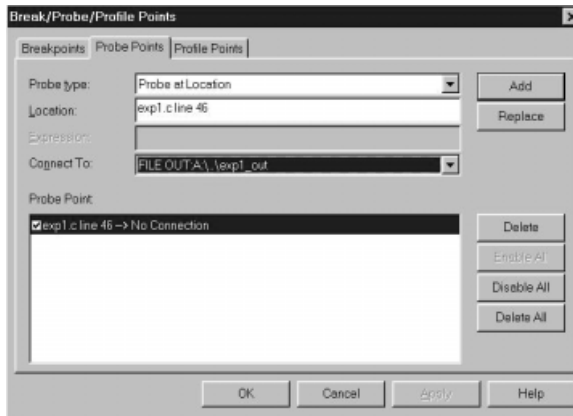 Break/Probe/Profile Points
Breakpoints Probe Points Profile Points
Probe type: Probe at Location Add
Location: exp1.c line 46 Replace
Expression:
Connect To: FILE OUT:A:\..\exp1_out
Probe Point:
exp1.c line 46 --> No Connection Delete
Enable All
Disable All
Delete All
OK Cancel Apply Help